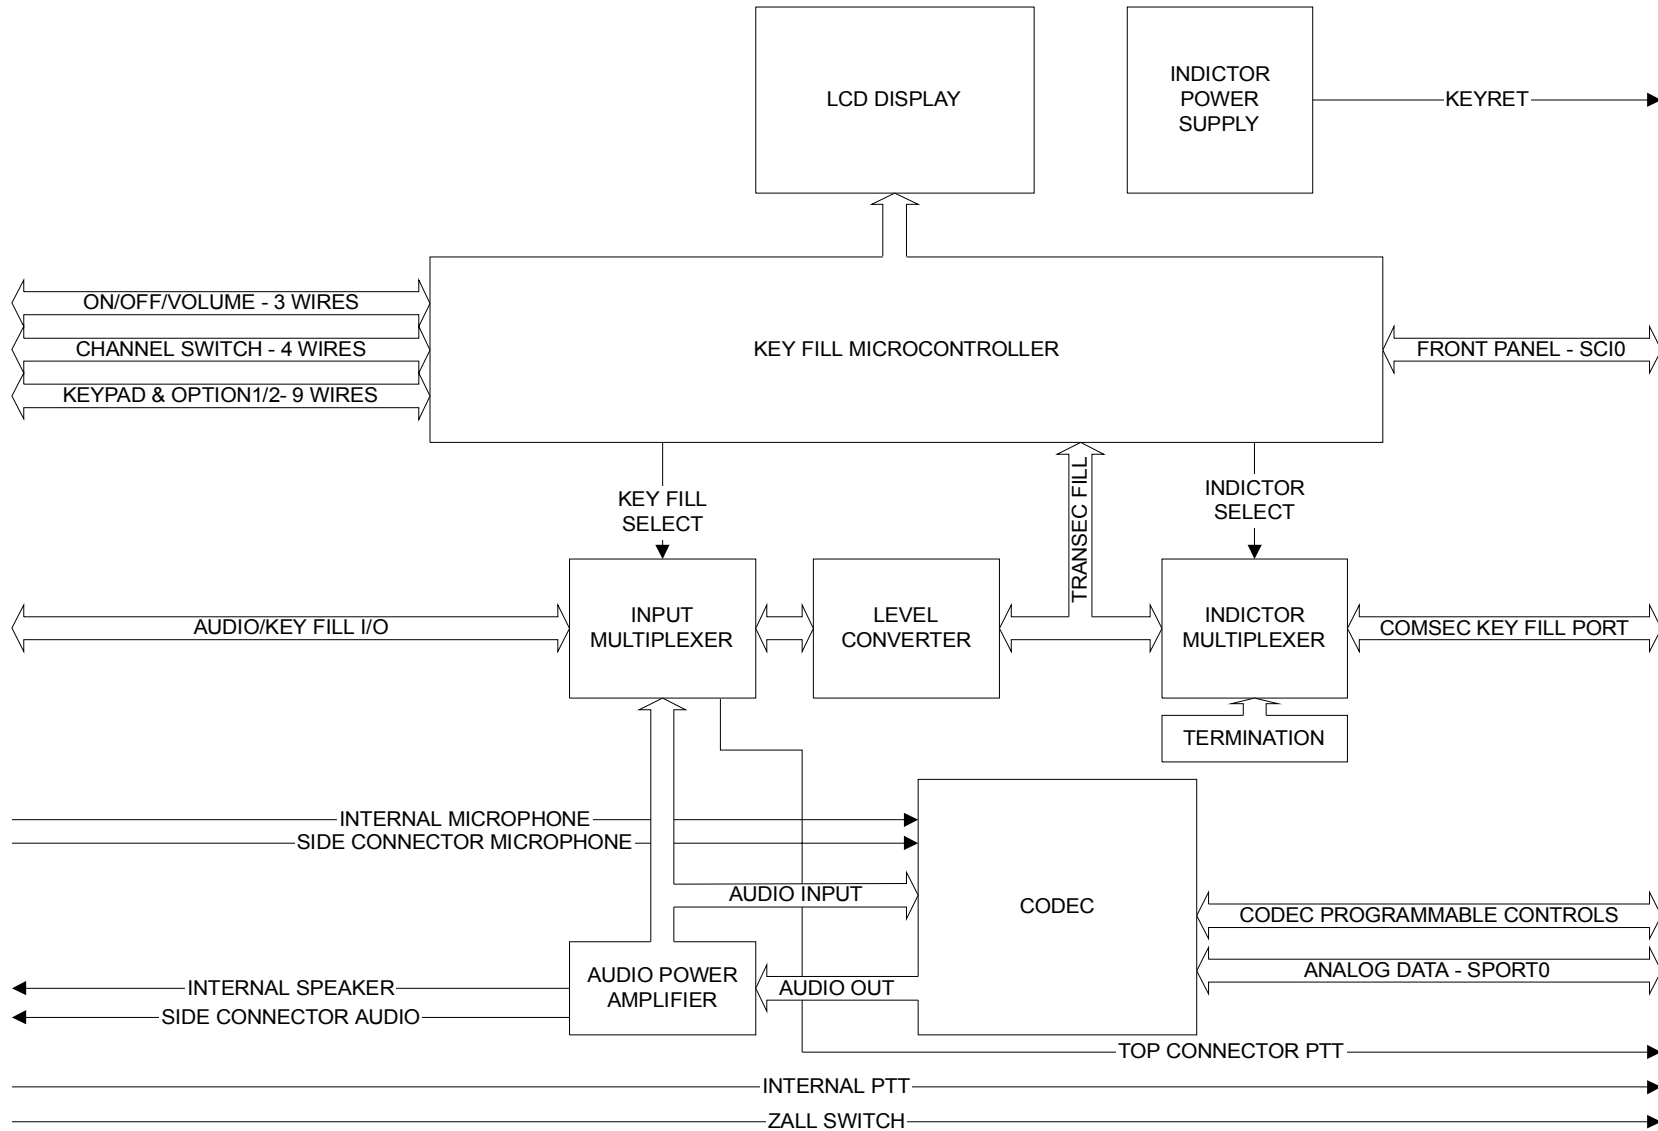 LCD DISPLAY
INDICTOR
POWER
SUPPLY
KEYRET
ON/OFF/VOLUME - 3 WIRES
CHANNEL SWITCH - 4 WIRES
KEYPAD & OPTION1/2- 9 WIRES
KEY FILL MICROCONTROLLER
FRONT PANEL - SCI0
KEY FILL
SELECT
TRANSEC FILL
INDICTOR
SELECT
AUDIO/KEY FILL I/O
INPUT
MULTIPLEXER
LEVEL
CONVERTER
INDICTOR
MULTIPLEXER
COMSEC KEY FILL PORT
TERMINATION
INTERNAL MICROPHONE
SIDE CONNECTOR MICROPHONE
AUDIO INPUT
CODEC
CODEC PROGRAMMABLE CONTROLS
ANALOG DATA - SPORT0
INTERNAL SPEAKER
SIDE CONNECTOR AUDIO
AUDIO POWER
AMPLIFIER
AUDIO OUT
TOP CONNECTOR PTT
INTERNAL PTT
ZALL SWITCH